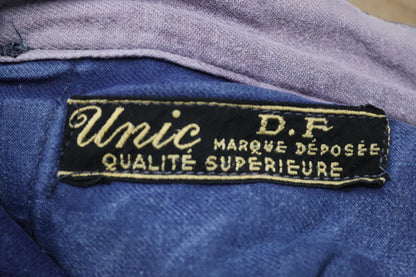 Unic D.F
MARQUE DÉPOSÉE
QUALITÉ SUPÉRIEURE